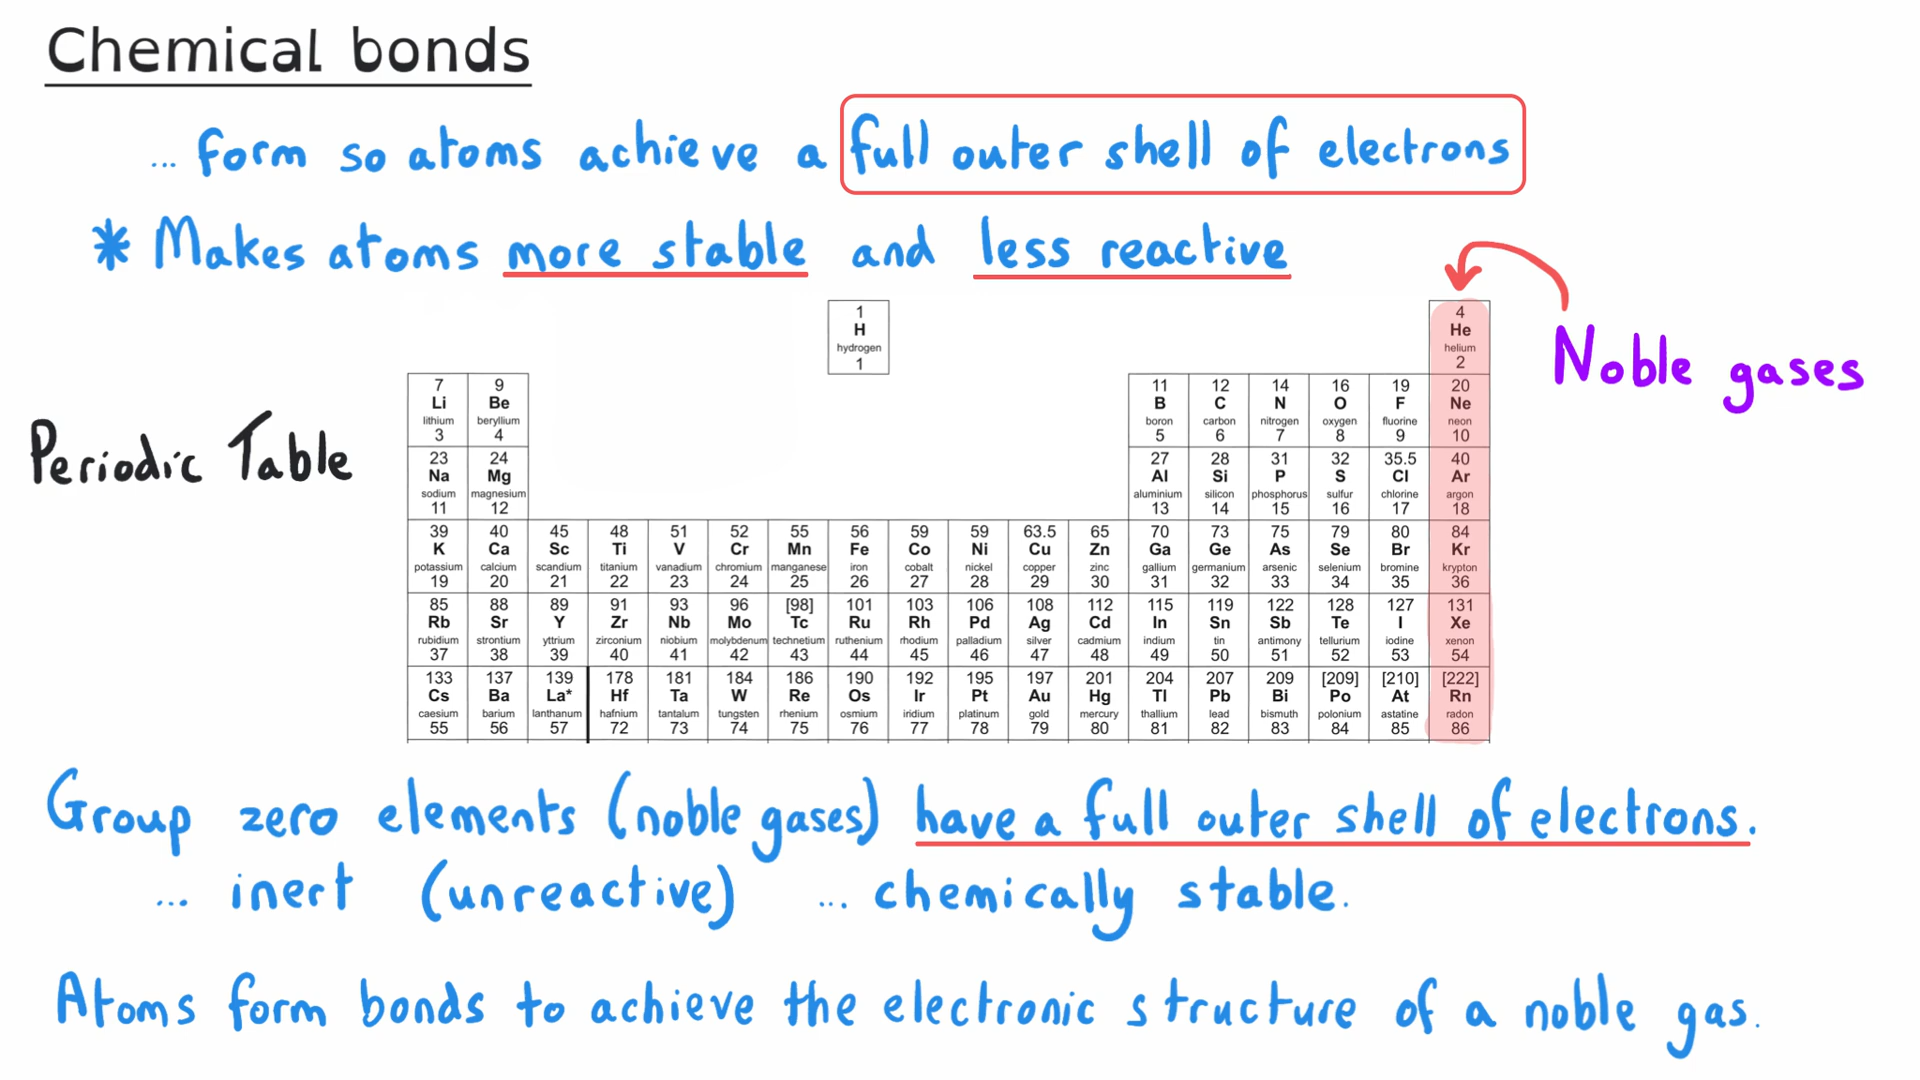 Chemical bonds
... form so atoms achieve a full outer shell of electrons
* Makes atoms more stable and less reactive
Noble gases
Periodic Table
1 4
H He
hydrogen helium
1 2
7 9 11 12 14 16 19 20
Li Be B C N O F Ne
lithium beryllium boron carbon nitrogen oxygen fluorine neon
3 4 5 6 7 8 9 10
23 24 27 28 31 32 35.5 40
Na Mg Al Si P S Cl Ar
sodium magnesium aluminium silicon phosphorus sulfur chlorine argon
11 12 13 14 15 16 17 18
39 40 45 48 51 52 55 56 59 59 63.5 65 70 73 75 79 80 84
K Ca Sc Ti V Cr Mn Fe Co Ni Cu Zn Ga Ge As Se Br Kr
potassium calcium scandium titanium vanadium chromium manganese iron cobalt nickel copper zinc gallium germanium arsenic selenium bromine krypton
19 20 21 22 23 24 25 26 27 28 29 30 31 32 33 34 35 36
85 88 89 91 93 96 [98] 101 103 106 108 112 115 119 122 128 127 131
Rb Sr Y Zr Nb Mo Tc Ru Rh Pd Ag Cd In Sn Sb Te I Xe
rubidium strontium yttrium zirconium niobium molybdenum technetium ruthenium rhodium palladium silver cadmium indium tin antimony tellurium iodine xenon
37 38 39 40 41 42 43 44 45 46 47 48 49 50 51 52 53 54
133 137 139 178 181 184 186 190 192 195 197 201 204 207 209 [209] [210] [222]
Cs Ba La* Hf Ta W Re Os Ir Pt Au Hg Tl Pb Bi Po At Rn
caesium barium lanthanum hafnium tantalum tungsten rhenium osmium iridium platinum gold mercury thallium lead bismuth polonium astatine radon
55 56 57 72 73 74 75 76 77 78 79 80 81 82 83 84 85 86
Group zero elements (noble gases) have a full outer shell of electrons.
... inert (unreactive) ... chemically stable.
Atoms form bonds to achieve the electronic structure of a noble gas.